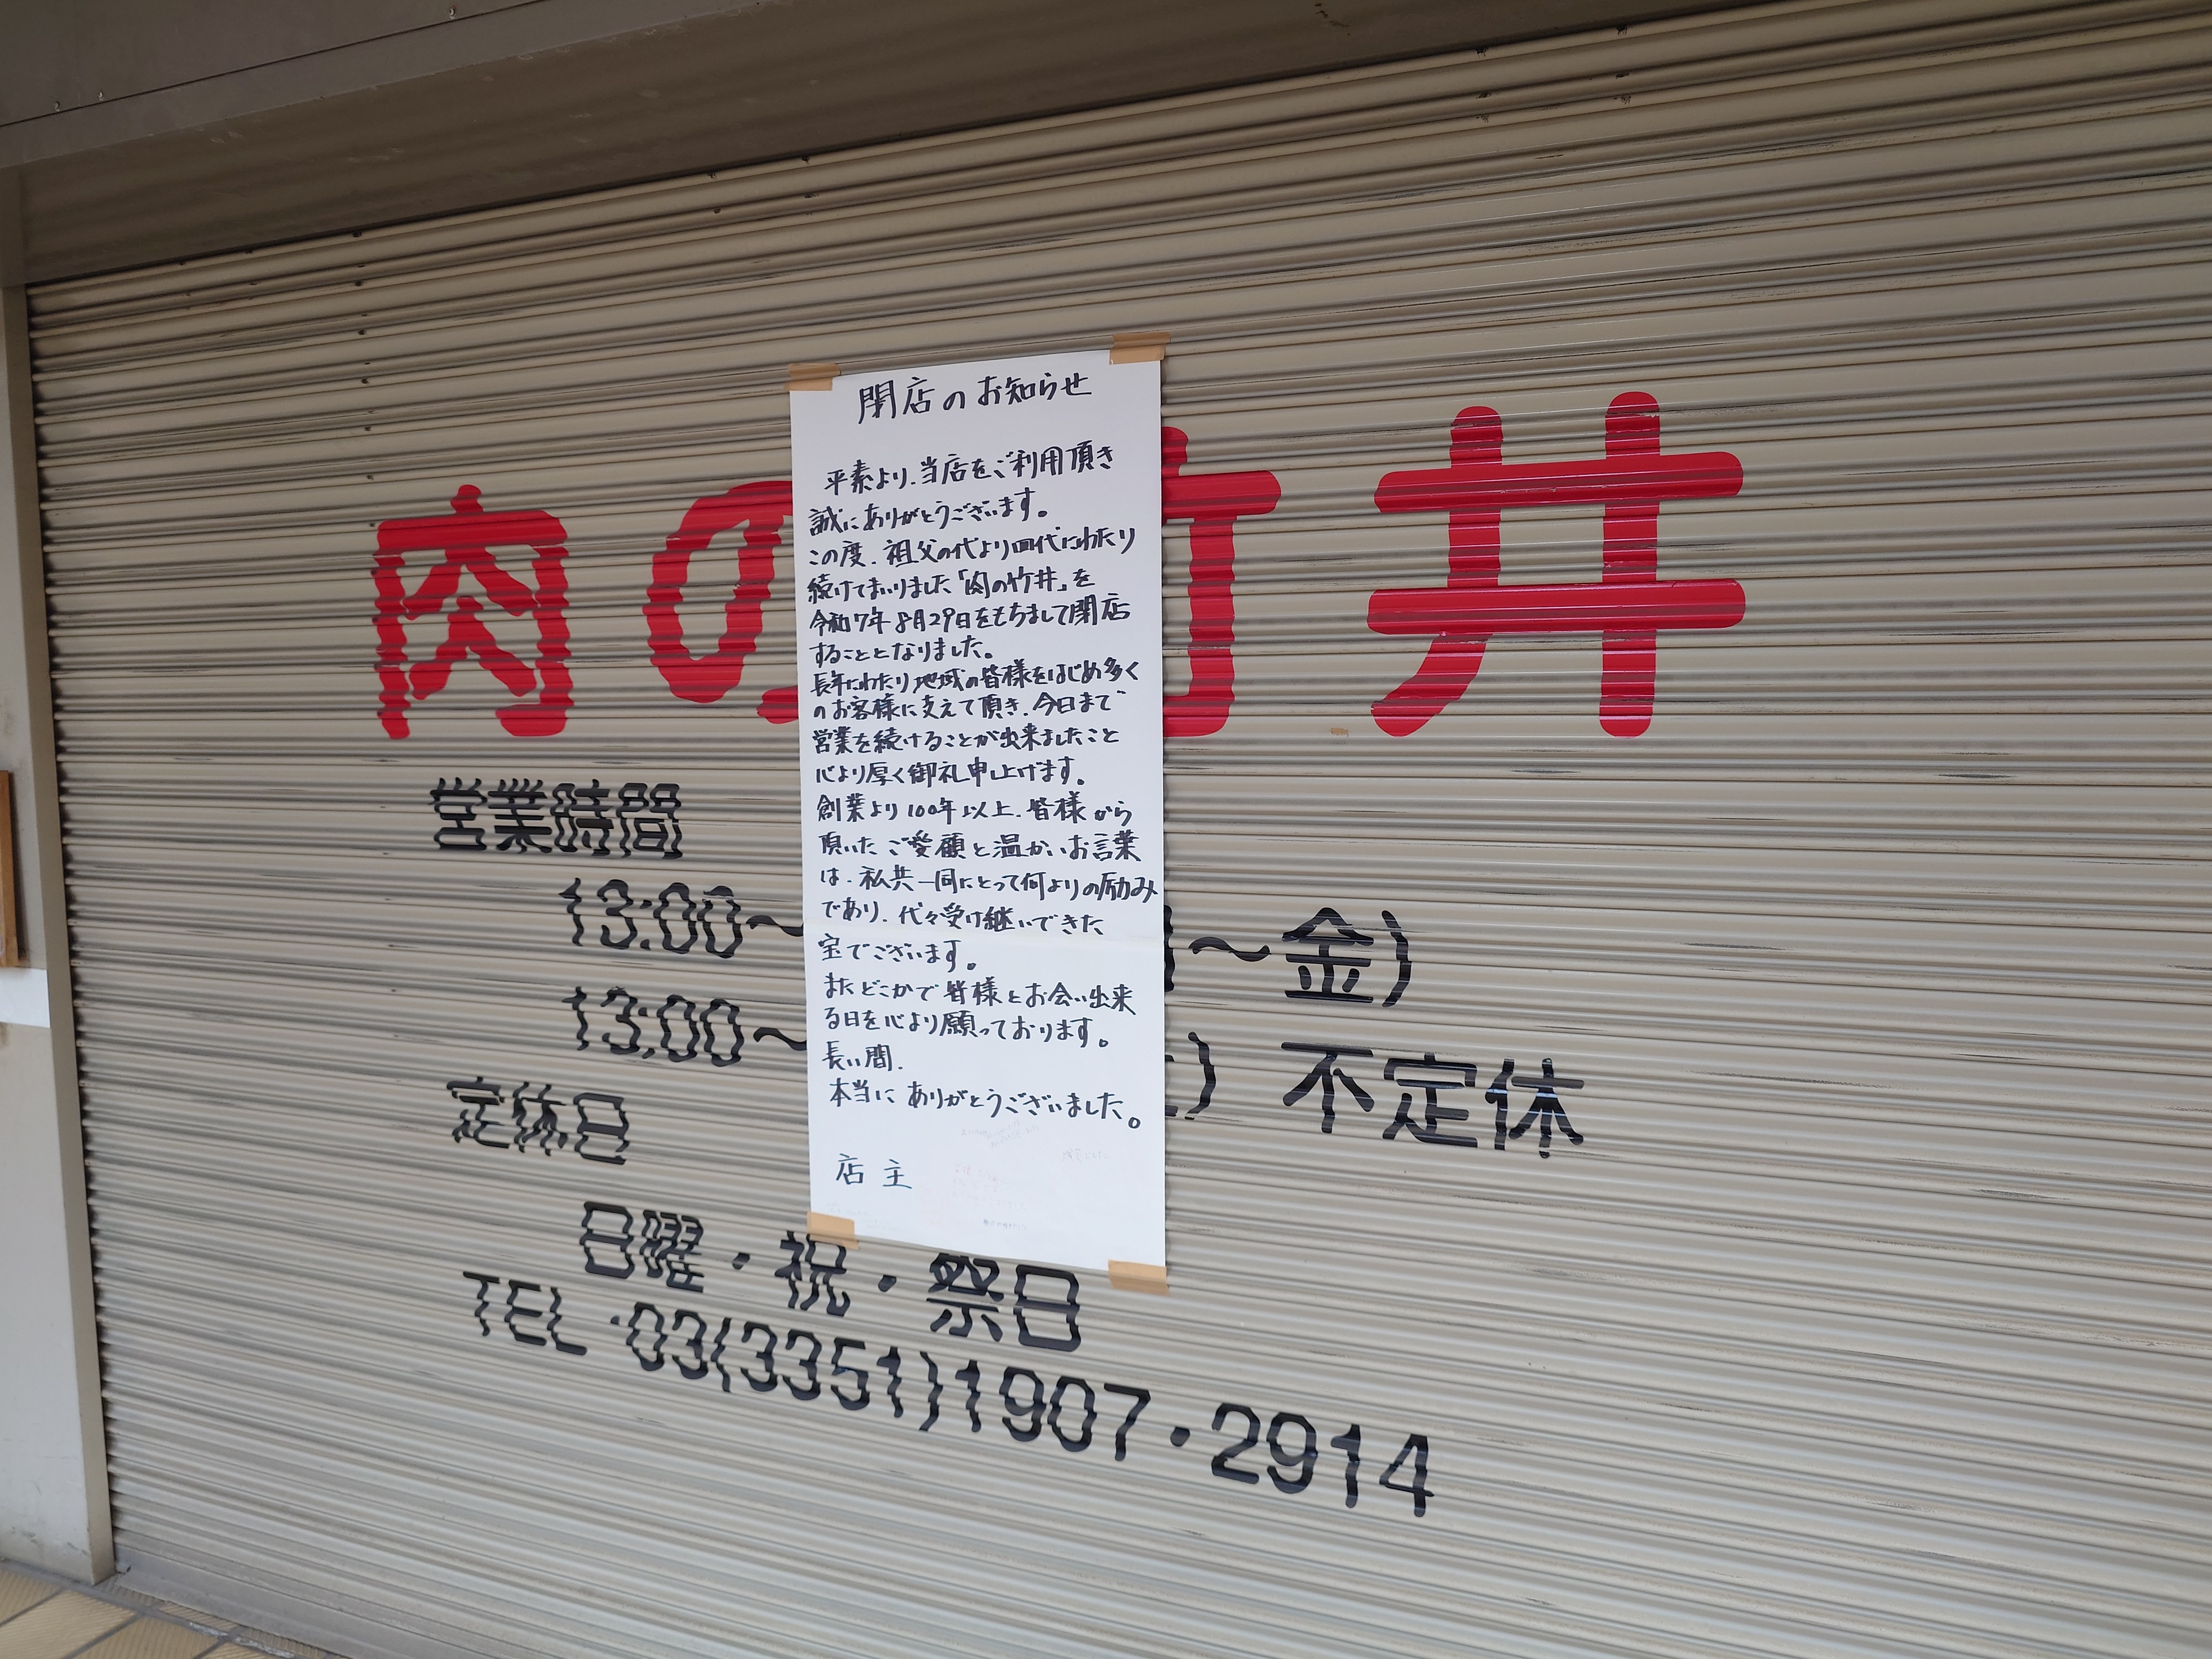 閉店のお知らせ
平素より、当店をご利用頂き
誠にありがとうございます。
この度、祖父の代より四代にわたり
続けてまいりました「肉の竹井」を
令和7年8月29日をもちまして閉店
することとなりました。
長年にわたり地域の皆様をはじめ多く
のお客様に支えて頂き、今日まで
営業を続けることが出来ましたこと
心より厚く御礼申し上げます。
創業より100年以上、皆様から
頂いたご愛顧と温かいお言葉
は、私共一同にとって何よりの励み
であり、代々受け継いできた
宝でございます。
またどこかで皆様とお会い出来
る日を心より願っております。
長い間、
本当にありがとうございました。
店主
肉の 井
営業時間
13:00〜 〜金)
13:00〜 ) 不定休
定休日
日曜・祝・祭日
TEL・03(3351)1907・2914